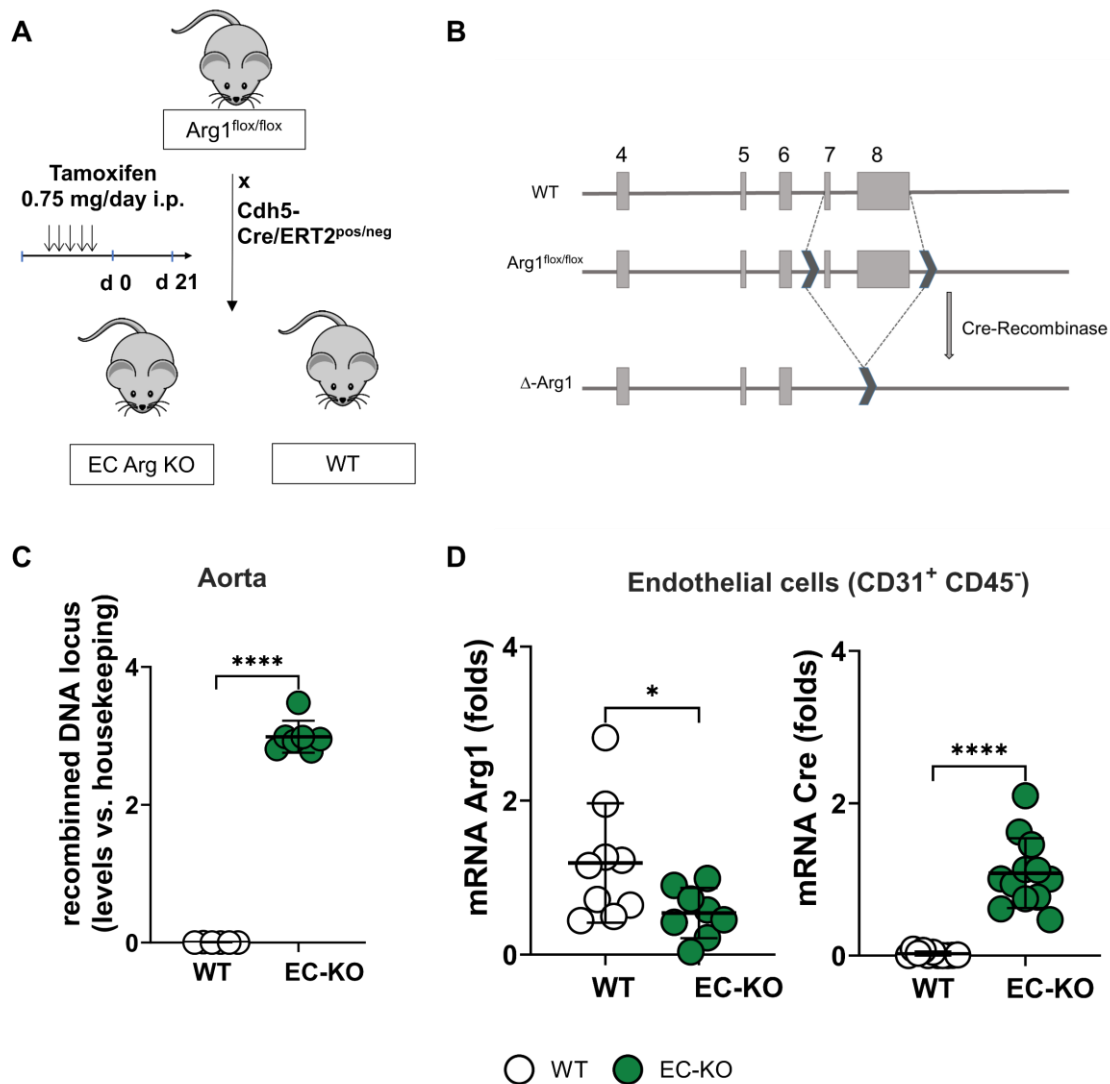 A
Arg1flox/flox
Tamoxifen
0.75 mg/day i.p.
x
Cdh5-
Cre/ERT2pos/neg
d 0
d 21
EC Arg KO
WT
B
4
5
6
7
8
WT
Arg1flox/flox
Cre-Recombinase
Δ-Arg1
C
Aorta
recombinned DNA locus
(levels vs. housekeeping)
4
2
0
****
WT
EC-KO
D
Endothelial cells (CD31+ CD45-)
mRNA Arg1 (folds)
4
2
0
*
WT
EC-KO
mRNA Cre (folds)
4
2
0
****
WT
EC-KO
WT
EC-KO